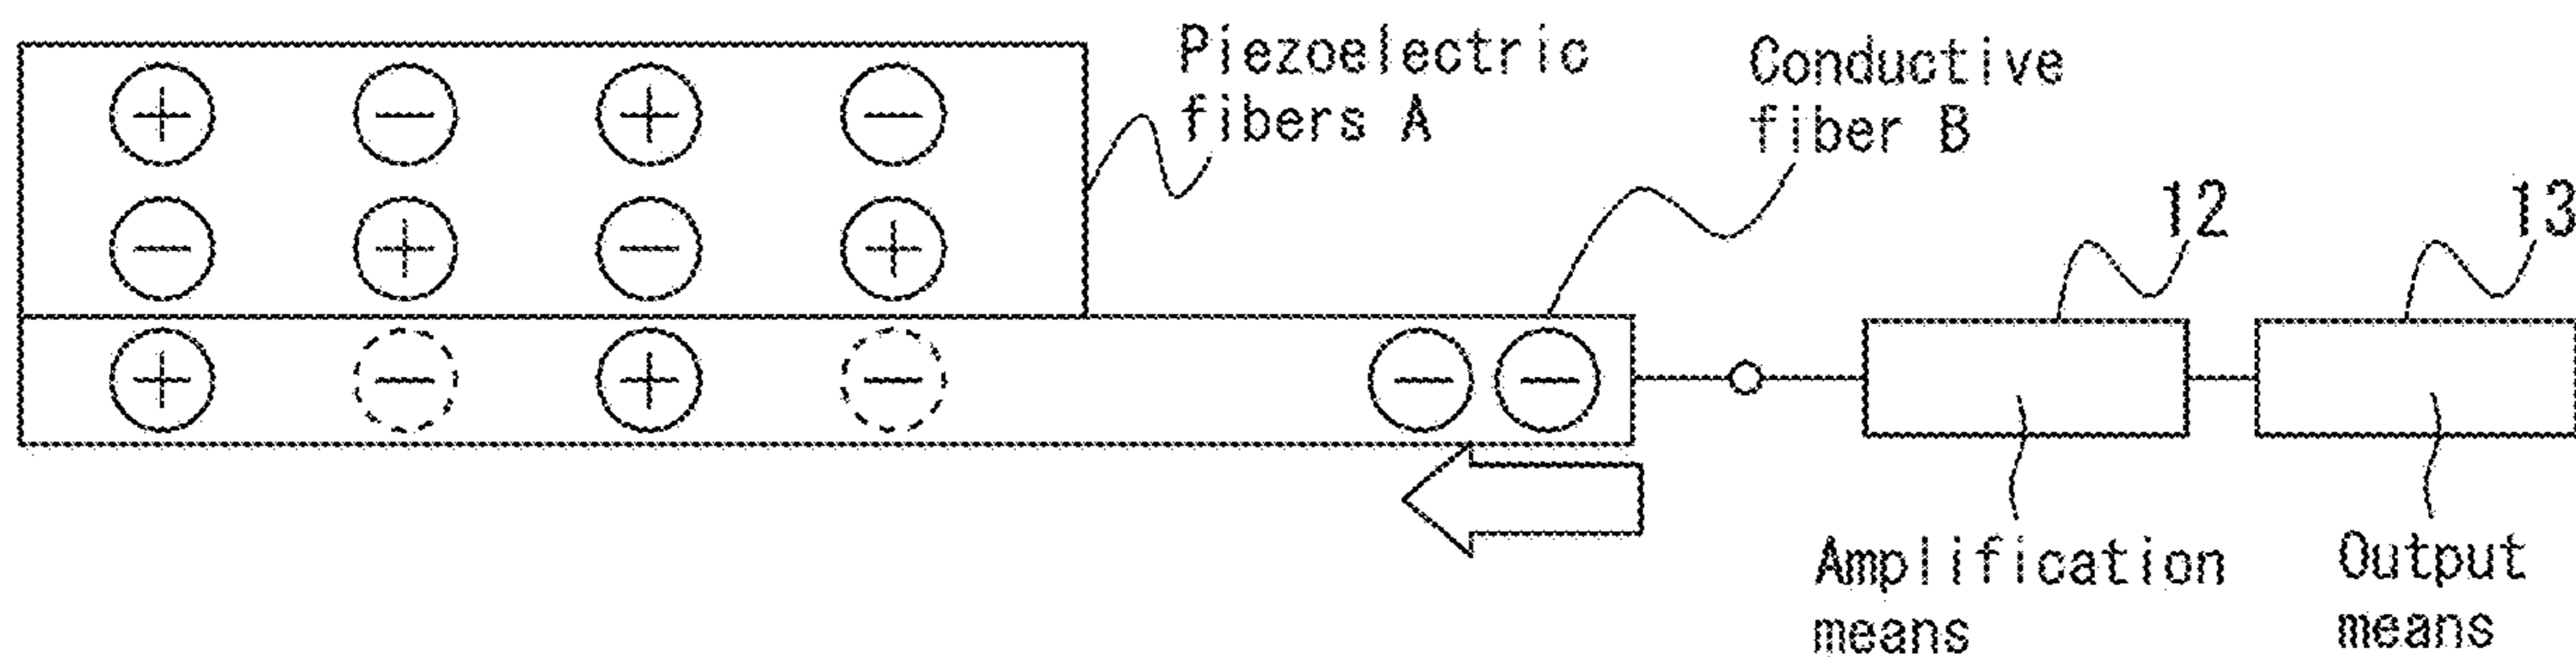 Piezoelectric
fibers A
Conductive
fiber B
12
13
Amplification
means
Output
means